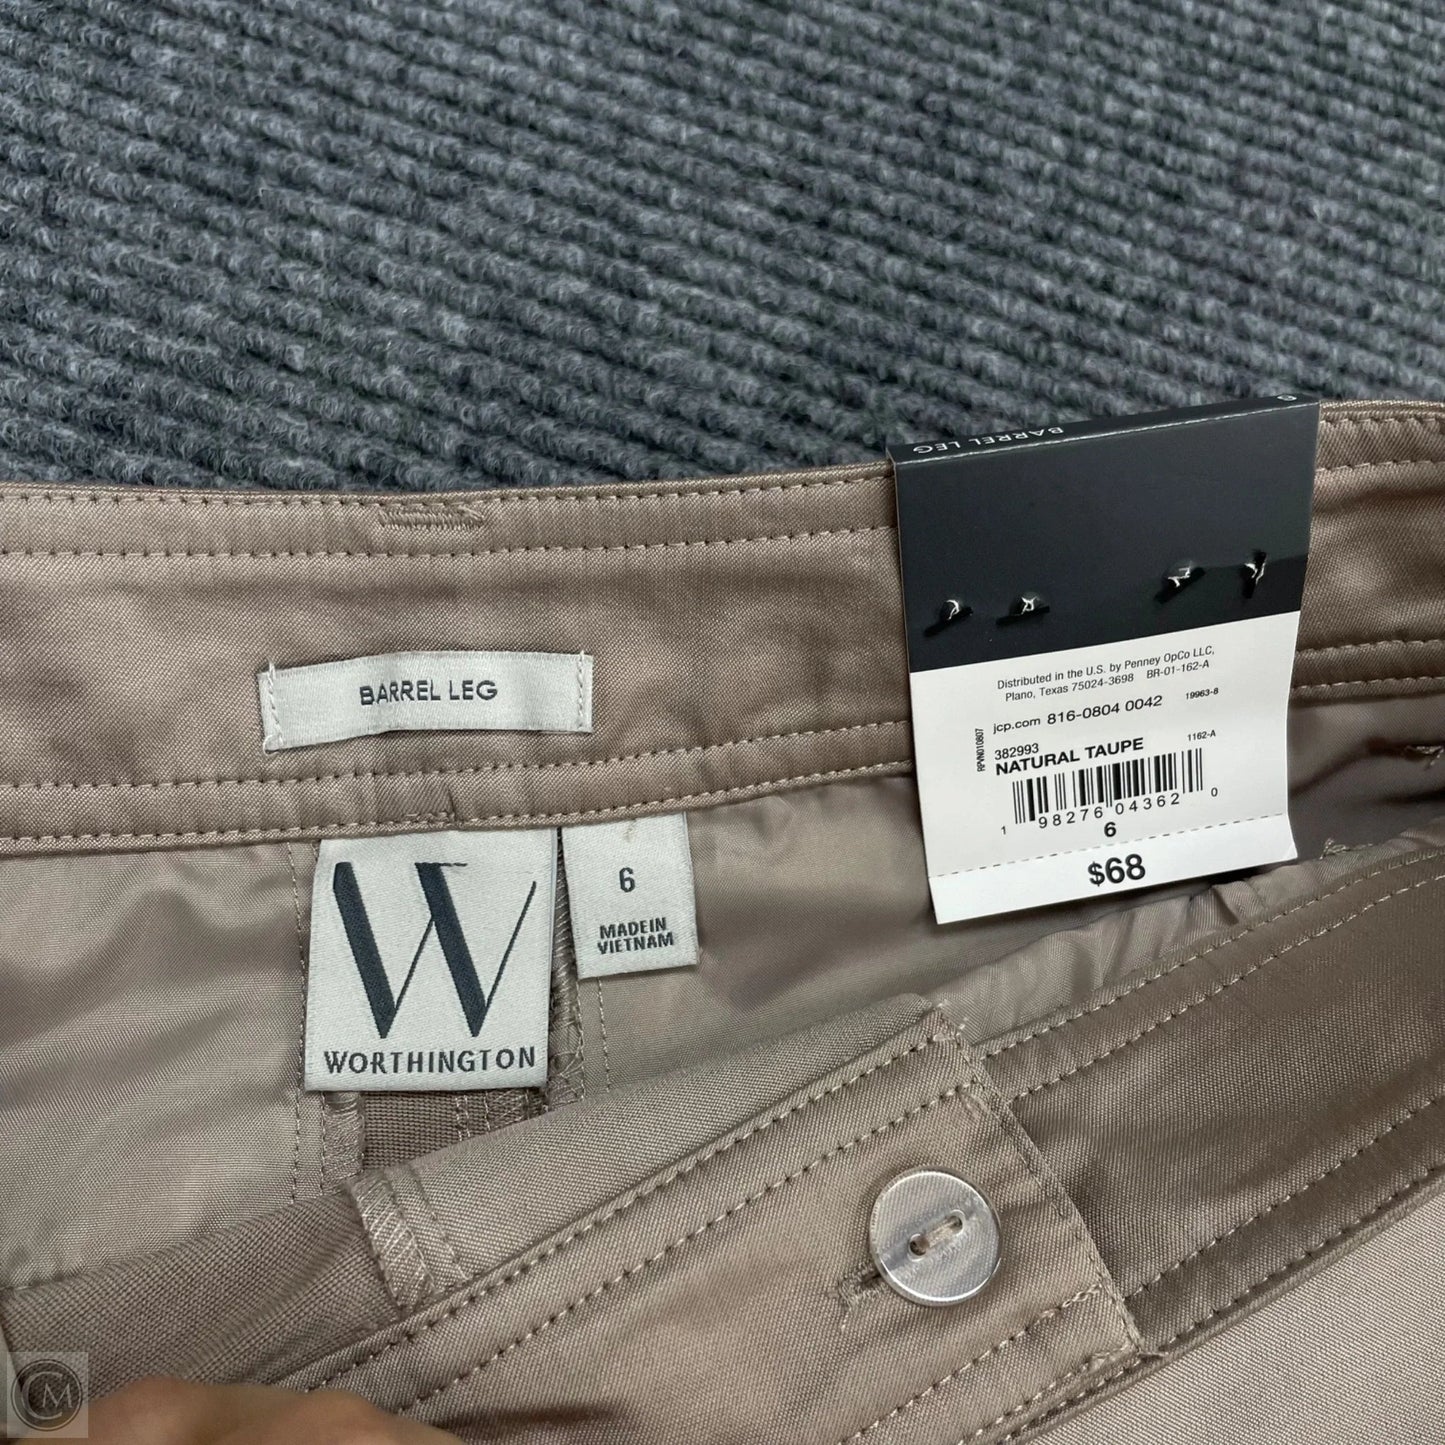 BARREL LEG
6
BARREL LEG
Distributed in the U.S. by Penney OpCo LLC,
Plano, Texas 75024-3698 BR-01-162-A
jcp.com 816-0804 0042 19963-8
RPVN010807
382993 1162-A
NATURAL TAUPE
1 98276 04362 0
6
$68
W
WORTHINGTON
6
MADE IN
VIETNAM
CM